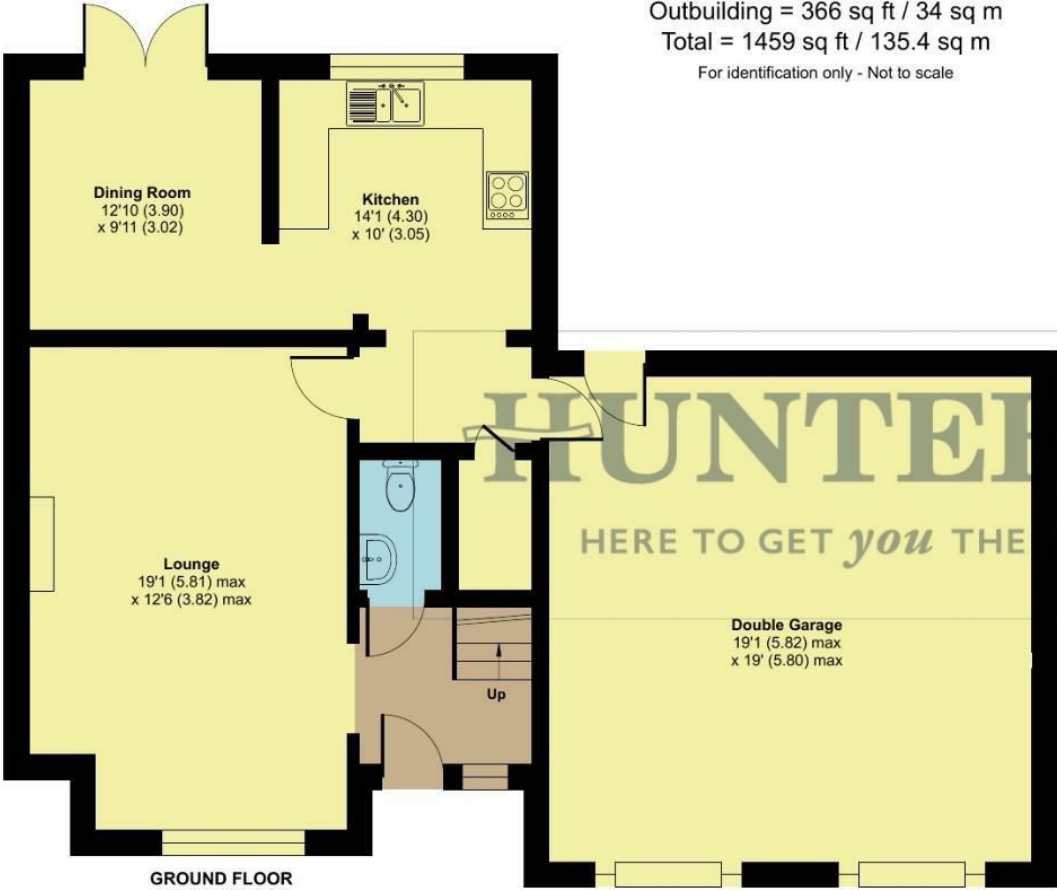 Outbuilding = 366 sq ft / 34 sq m
Total = 1459 sq ft / 135.4 sq m
For identification only - Not to scale
Dining Room
12'10 (3.90)
x 9'11 (3.02)
Kitchen
14'1 (4.30)
x 10' (3.05)
HUNTE
HERE TO GET you THE
Lounge
19'1 (5.81) max
x 12'6 (3.82) max
Double Garage
19'1 (5.82) max
x 19' (5.80) max
Up
GROUND FLOOR